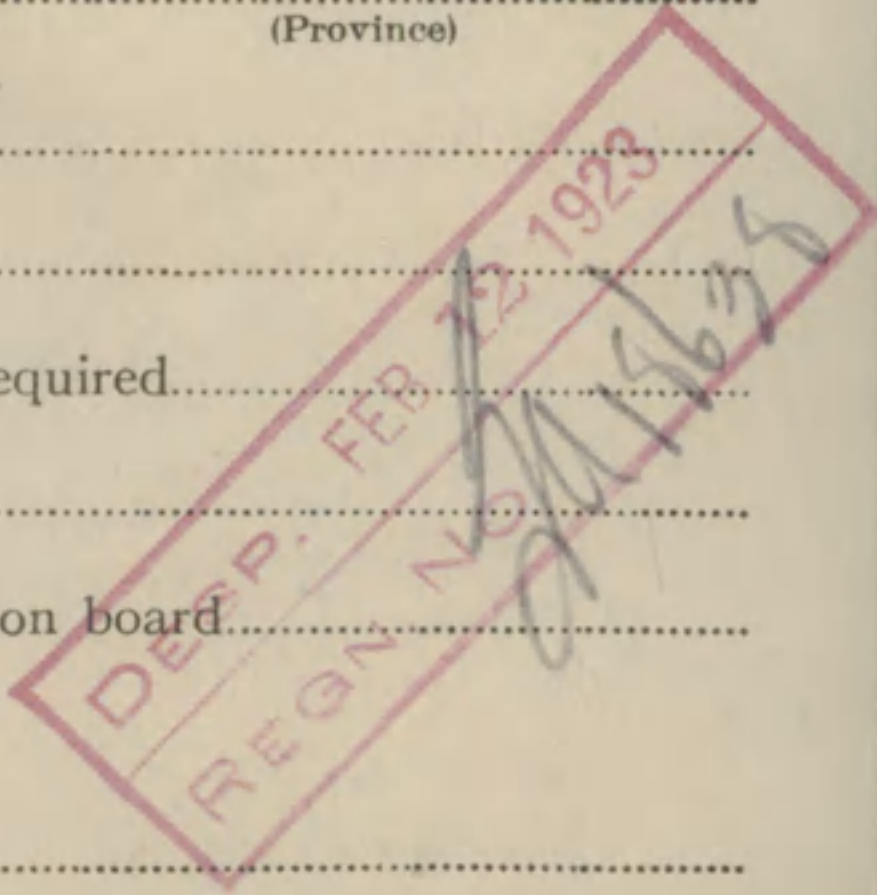 (Province)
equired
on board
DESP. FEB 12 1923
REGN NO